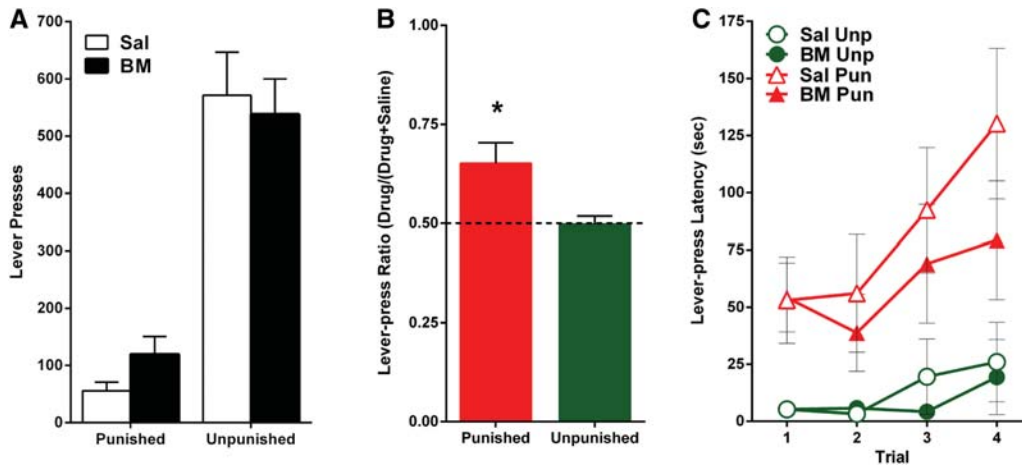 A
700
600
500
400
300
200
100
0
Lever Presses
Sal
BM
Punished
Unpunished
B
1.00
0.75
0.50
0.25
0.00
Lever-press Ratio (Drug/(Drug+Saline)
*
Punished
Unpunished
C
175
150
125
100
75
50
25
0
Lever-press Latency (sec)
Sal Unp
BM Unp
Sal Pun
BM Pun
1 2 3 4
Trial